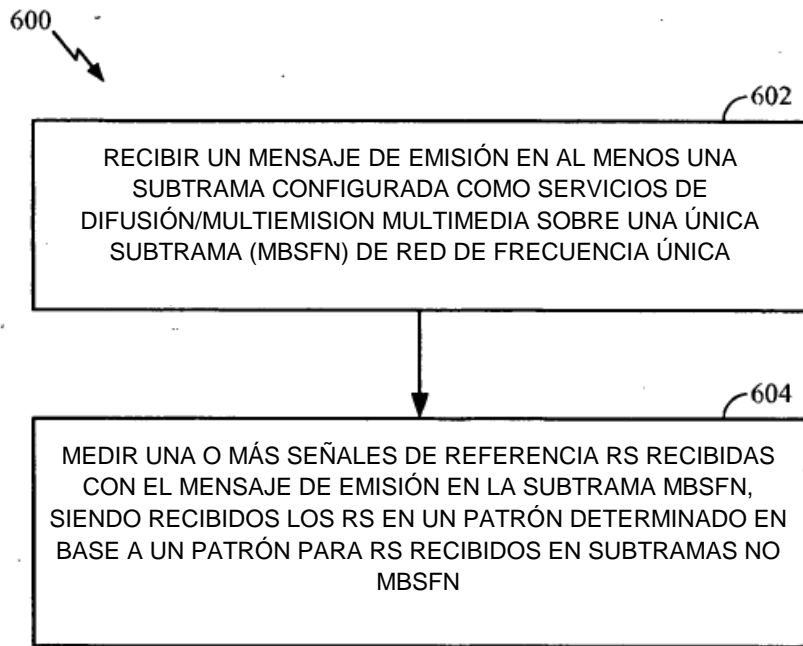 600
602
RECIBIR UN MENSAJE DE EMISIÓN EN AL MENOS UNA
SUBTRAMA CONFIGURADA COMO SERVICIOS DE
DIFUSIÓN/MULTIEMISION MULTIMEDIA SOBRE UNA ÚNICA
SUBTRAMA (MBSFN) DE RED DE FRECUENCIA ÚNICA
604
MEDIR UNA O MÁS SEÑALES DE REFERENCIA RS RECIBIDAS
CON EL MENSAJE DE EMISIÓN EN LA SUBTRAMA MBSFN,
SIENDO RECIBIDOS LOS RS EN UN PATRÓN DETERMINADO EN
BASE A UN PATRÓN PARA RS RECIBIDOS EN SUBTRAMAS NO
MBSFN